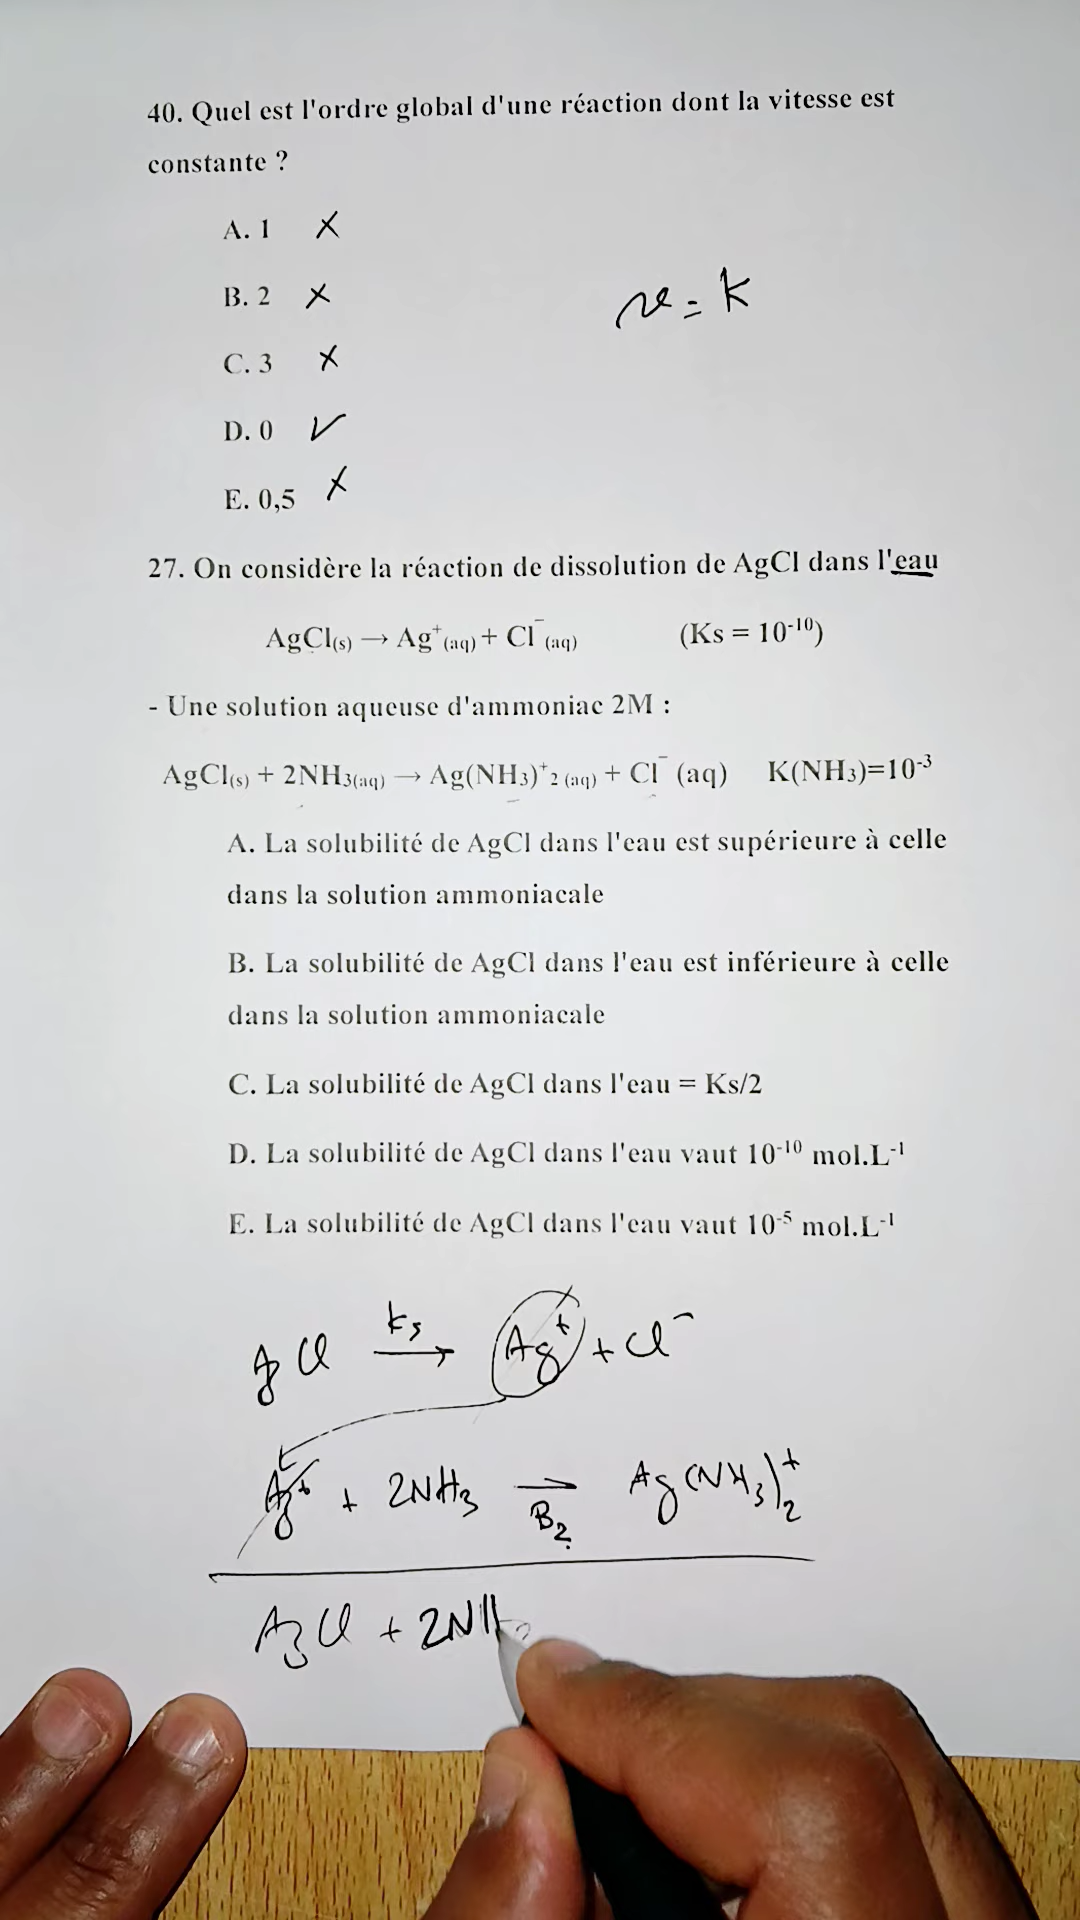 40. Quel est l'ordre global d'une réaction dont la vitesse est
constante ?
A. 1 ×
B. 2 ×
v = k
C. 3 ×
D. 0 ✓
E. 0,5 ×
27. On considère la réaction de dissolution de AgCl dans l'eau
AgCl(s) → Ag⁺(aq) + Cl⁻(aq) (Ks = 10⁻¹⁰)
- Une solution aqueuse d'ammoniac 2M :
AgCl(s) + 2NH₃(aq) → Ag(NH₃)⁺₂ (aq) + Cl⁻ (aq) K(NH₃)=10⁻³
A. La solubilité de AgCl dans l'eau est supérieure à celle
dans la solution ammoniacale
B. La solubilité de AgCl dans l'eau est inférieure à celle
dans la solution ammoniacale
C. La solubilité de AgCl dans l'eau = Ks/2
D. La solubilité de AgCl dans l'eau vaut 10⁻¹⁰ mol.L⁻¹
E. La solubilité de AgCl dans l'eau vaut 10⁻⁵ mol.L⁻¹
AgCl →ks Ag⁺ + Cl⁻
Ag⁺ + 2NH₃ →B₂ Ag(NH₃)₂⁺
AgCl + 2NH